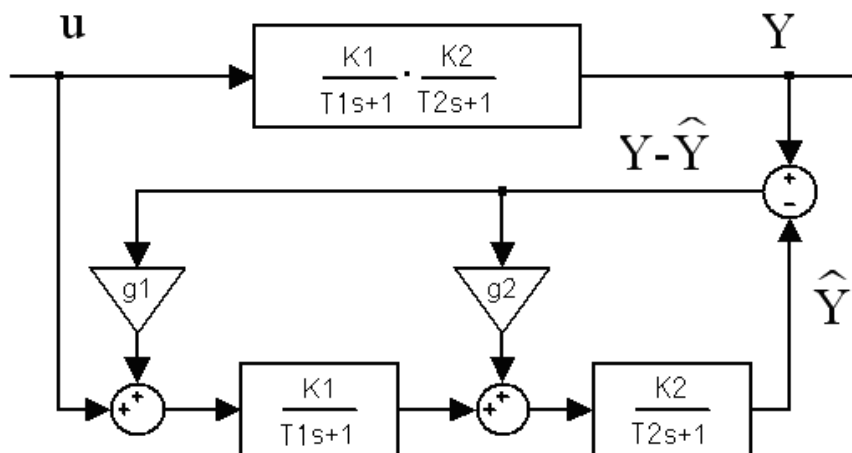 u
Y
K1
T1s+1
·
K2
T2s+1
Y-Ŷ
+
-
g1
g2
Ŷ
+
+
K1
T1s+1
+
+
K2
T2s+1